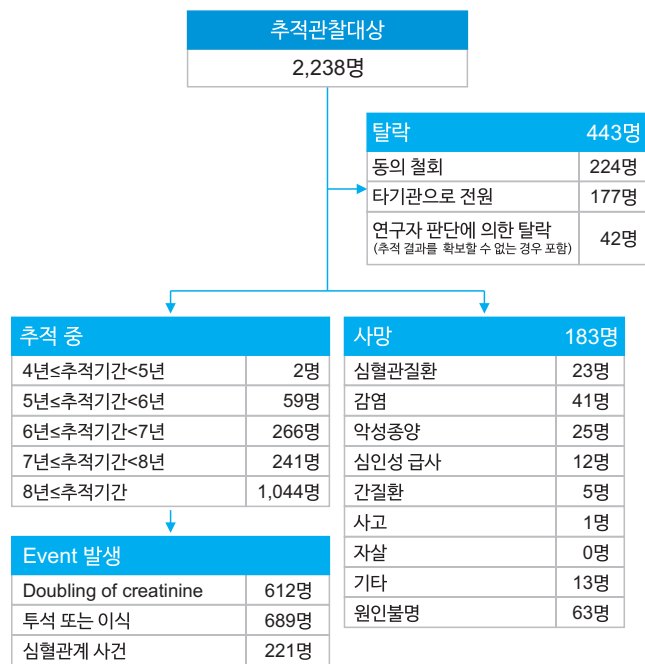 추적관찰대상
2,238명
탈락 443명
동의 철회 224명
타기관으로 전원 177명
연구자 판단에 의한 탈락 42명
(추적 결과를 확보할 수 없는 경우 포함)
추적 중
4년≤추적기간<5년 2명
5년≤추적기간<6년 59명
6년≤추적기간<7년 266명
7년≤추적기간<8년 241명
8년≤추적기간 1,044명
Event 발생
Doubling of creatinine 612명
투석 또는 이식 689명
심혈관계 사건 221명
사망 183명
심혈관질환 23명
감염 41명
악성종양 25명
심인성 급사 12명
간질환 5명
사고 1명
자살 0명
기타 13명
원인불명 63명